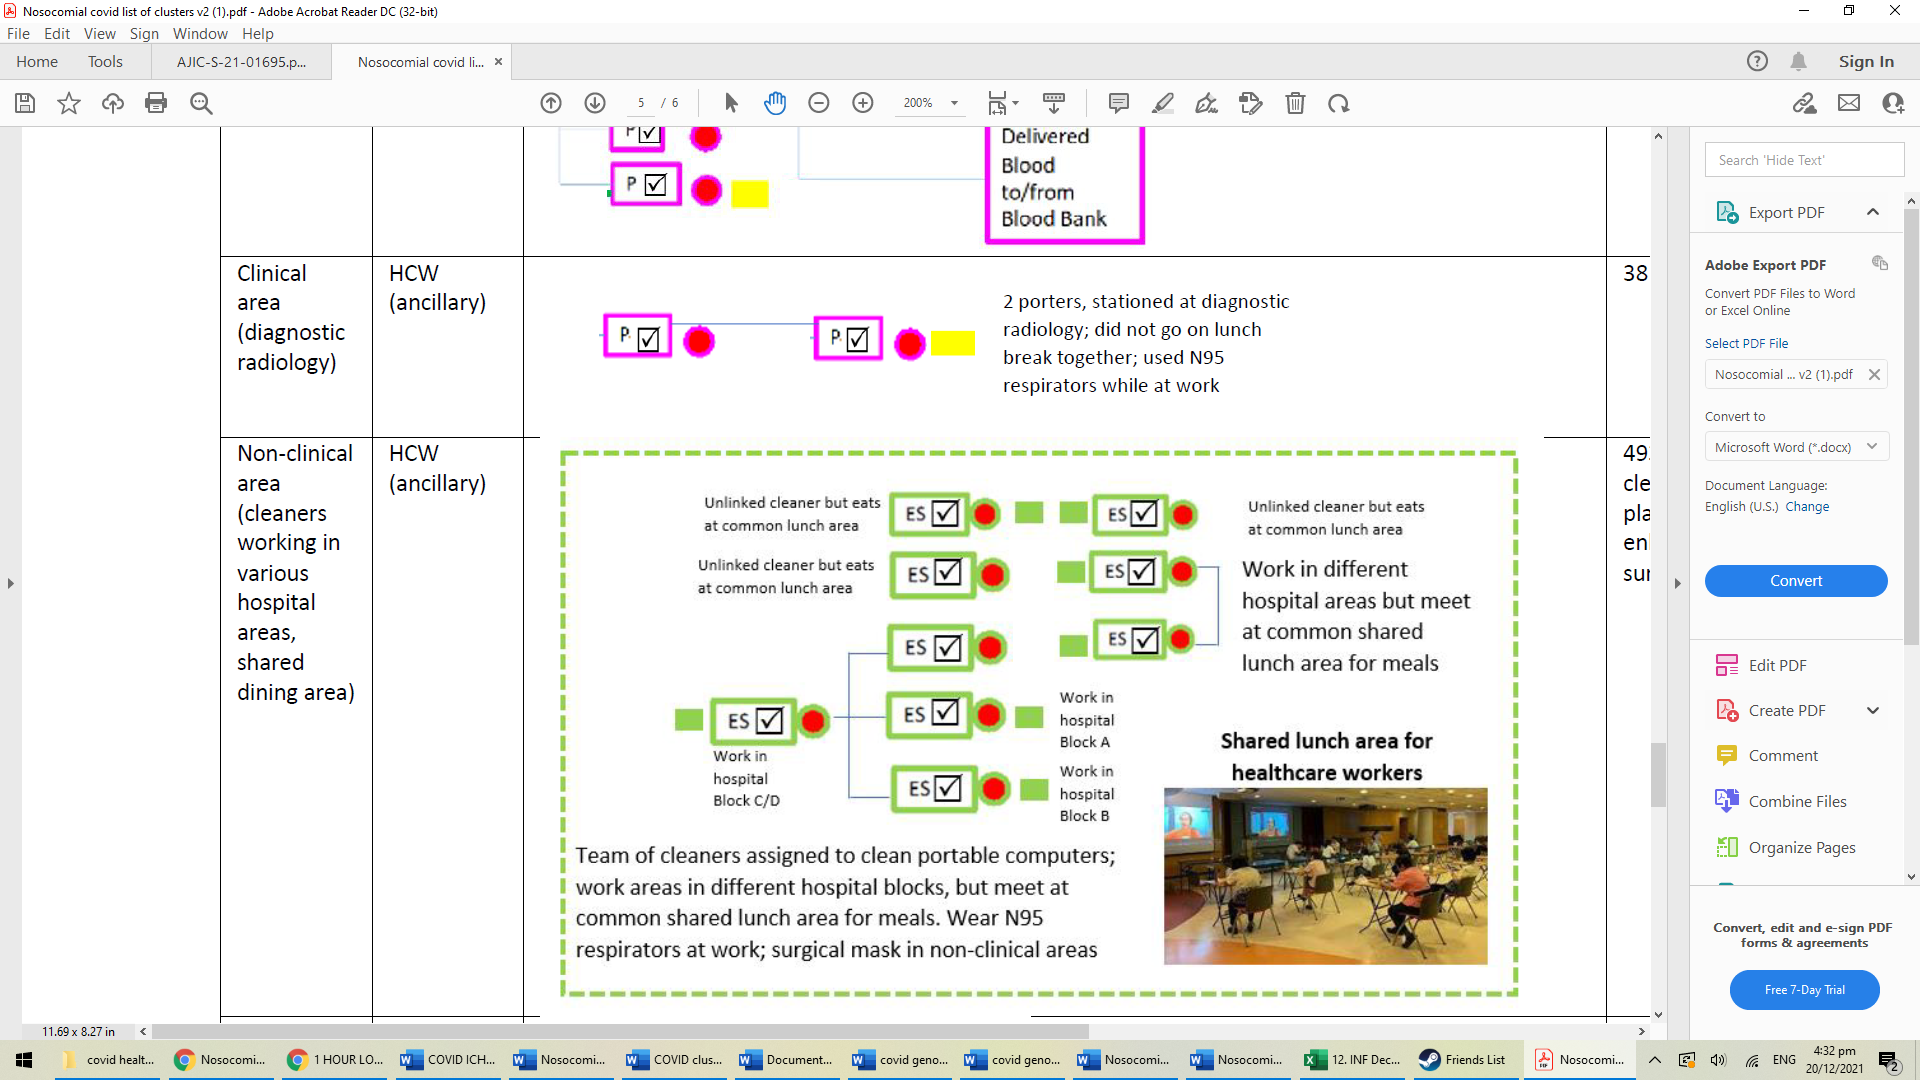 Nosocomial covid list of clusters v2 (1).pdf - Adobe Acrobat Reader DC (32-bit)
File Edit View Sign Window Help
Home Tools AJIC-S-21-01695.p... Nosocomial covid li... ×
Sign In
5 / 6 200%
P
P
Delivered
Blood
to/from
Blood Bank
Clinical
area
(diagnostic
radiology)
HCW
(ancillary)
P
P
2 porters, stationed at diagnostic
radiology; did not go on lunch
break together; used N95
respirators while at work
38
Non-clinical
area
(cleaners
working in
various
hospital
areas,
shared
dining area)
HCW
(ancillary)
Unlinked cleaner but eats
at common lunch area
ES
ES
Unlinked cleaner but eats
at common lunch area
Unlinked cleaner but eats
at common lunch area
ES
ES
Work in different
hospital areas but meet
at common shared
lunch area for meals
ES
ES
ES
Work in
hospital
Block C/D
ES
Work in
hospital
Block A
ES
Work in
hospital
Block B
Shared lunch area for
healthcare workers
Team of cleaners assigned to clean portable computers;
work areas in different hospital blocks, but meet at
common shared lunch area for meals. Wear N95
respirators at work; surgical mask in non-clinical areas
49
cle
pla
en
sur
11.69 x 8.27 in
Search 'Hide Text'
Export PDF
Adobe Export PDF
Convert PDF Files to Word
or Excel Online
Select PDF File
Nosocomial ... v2 (1).pdf
Convert to
Microsoft Word (*.docx)
Document Language:
English (U.S.) Change
Convert
Edit PDF
Create PDF
Comment
Combine Files
Organize Pages
Convert, edit and e-sign PDF
forms & agreements
Free 7-Day Trial
covid healt... Nosocomi... 1 HOUR LO... COVID ICH... Nosocomi... COVID clus... Document... covid geno... covid geno... Nosocomi... Nosocomi... 12. INF Dec... Friends List Nosocomi...
ENG
4:32 pm
20/12/2021
2